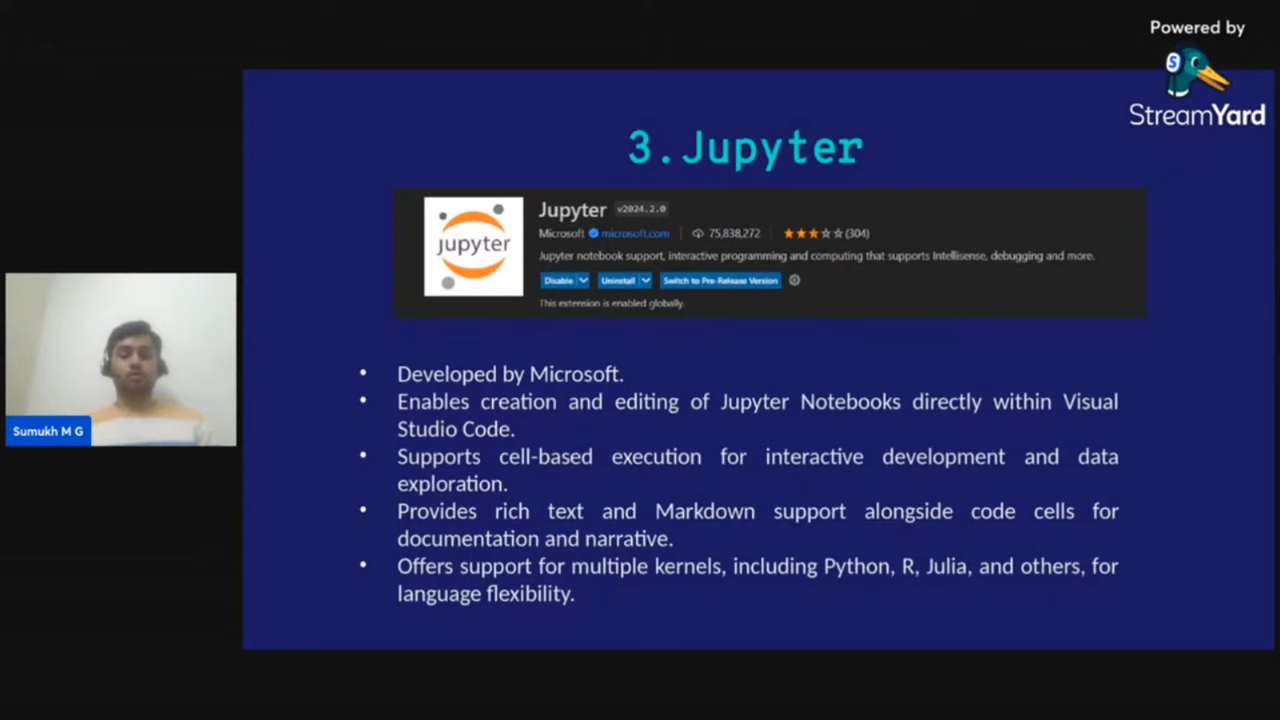 Powered by
StreamYard
3.Jupyter
jupyter
Jupyter v2024.2.0
Microsoft microsoft.com 75,838,272 (304)
Jupyter notebook support, interactive programming and computing that supports Intellisense, debugging and more.
Disable Uninstall Switch to Pre-Release Version
This extension is enabled globally.
• Developed by Microsoft.
• Enables creation and editing of Jupyter Notebooks directly within Visual
Studio Code.
• Supports cell-based execution for interactive development and data
exploration.
• Provides rich text and Markdown support alongside code cells for
documentation and narrative.
• Offers support for multiple kernels, including Python, R, Julia, and others, for
language flexibility.
Sumukh M G